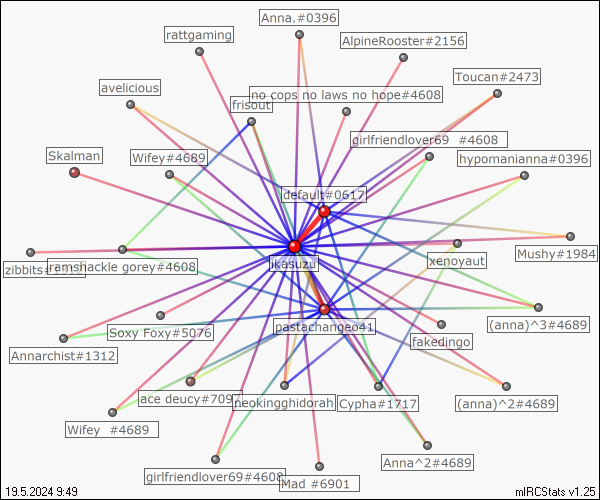 Anna.#0396
rattgaming
AlpineRooster#2156
Toucan#2473
avelicious
no cops no laws no hope#4608
frisout
girlfriendlover69 #4608
Skalman
Wifey#4689
hypomanianna#0396
default#0617
Mushy#1984
xenoyaut
ikasuzu
zibbits
ramshackle gorey#4608
Soxy Foxy#5076
pastachangeo41
(anna)^3#4689
fakedingo
Annarchist#1312
ace deucy#709
neokingghidorah
Cypha#1717
(anna)^2#4689
Wifey #4689
Anna^2#4689
girlfriendlover69#4608
Mad #6901
19.5.2024 9:49
mIRCStats v1.25